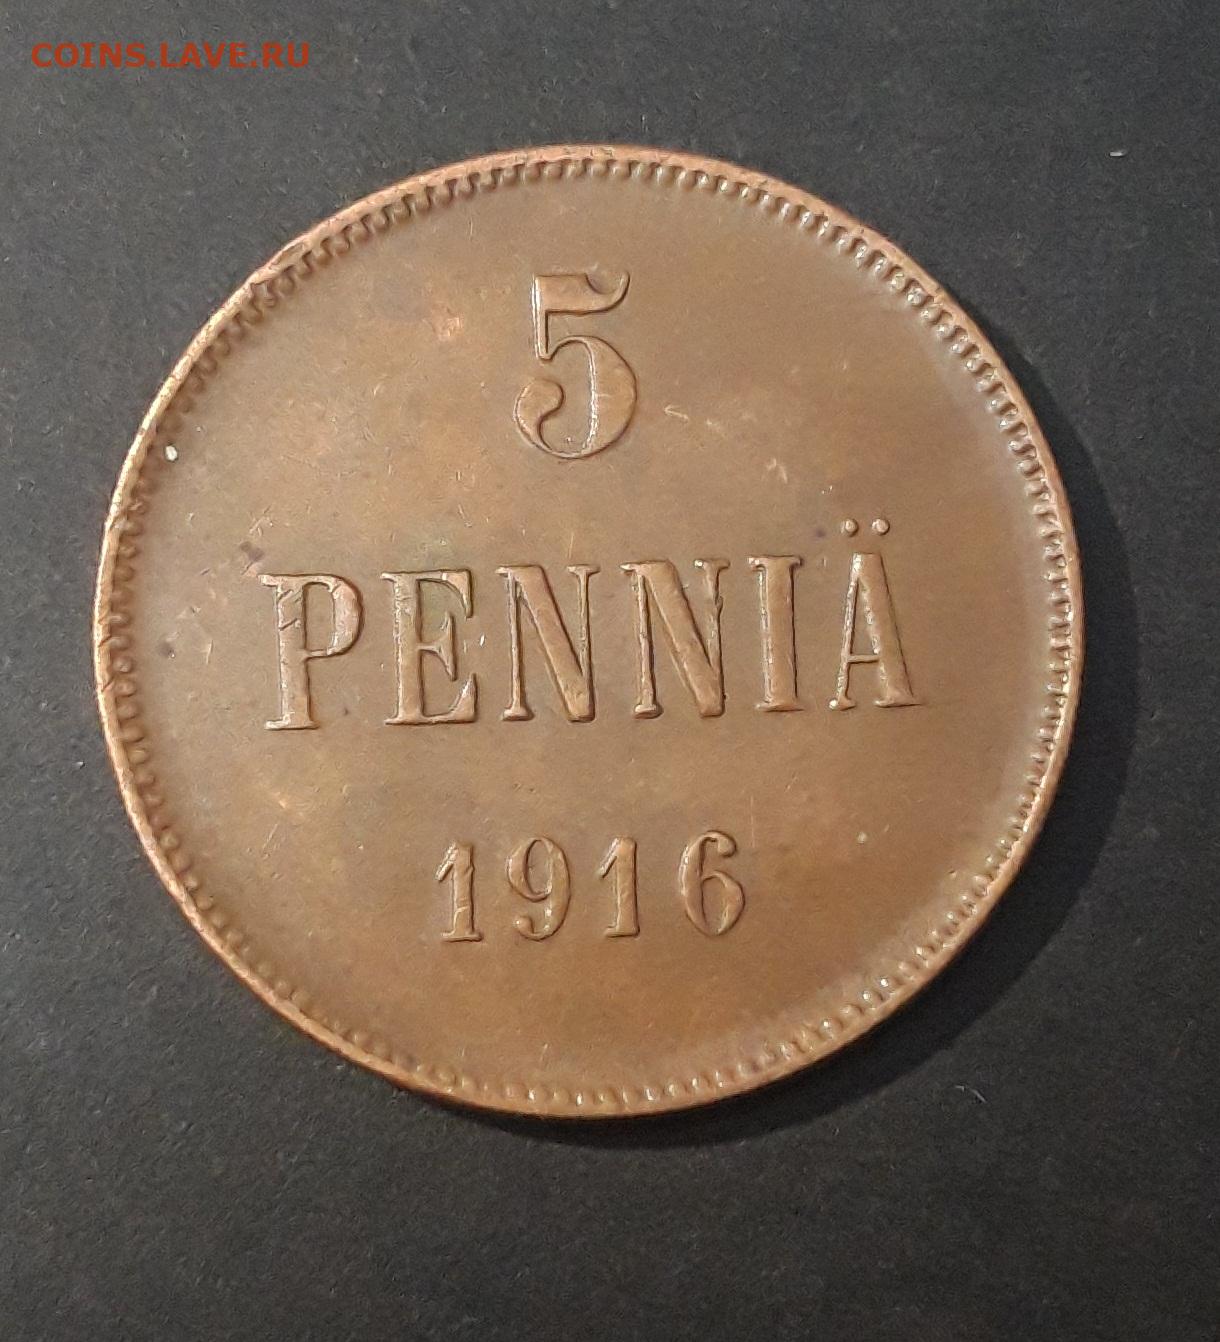 COINS.LAVE.RU
5
PENNIÄ
1916